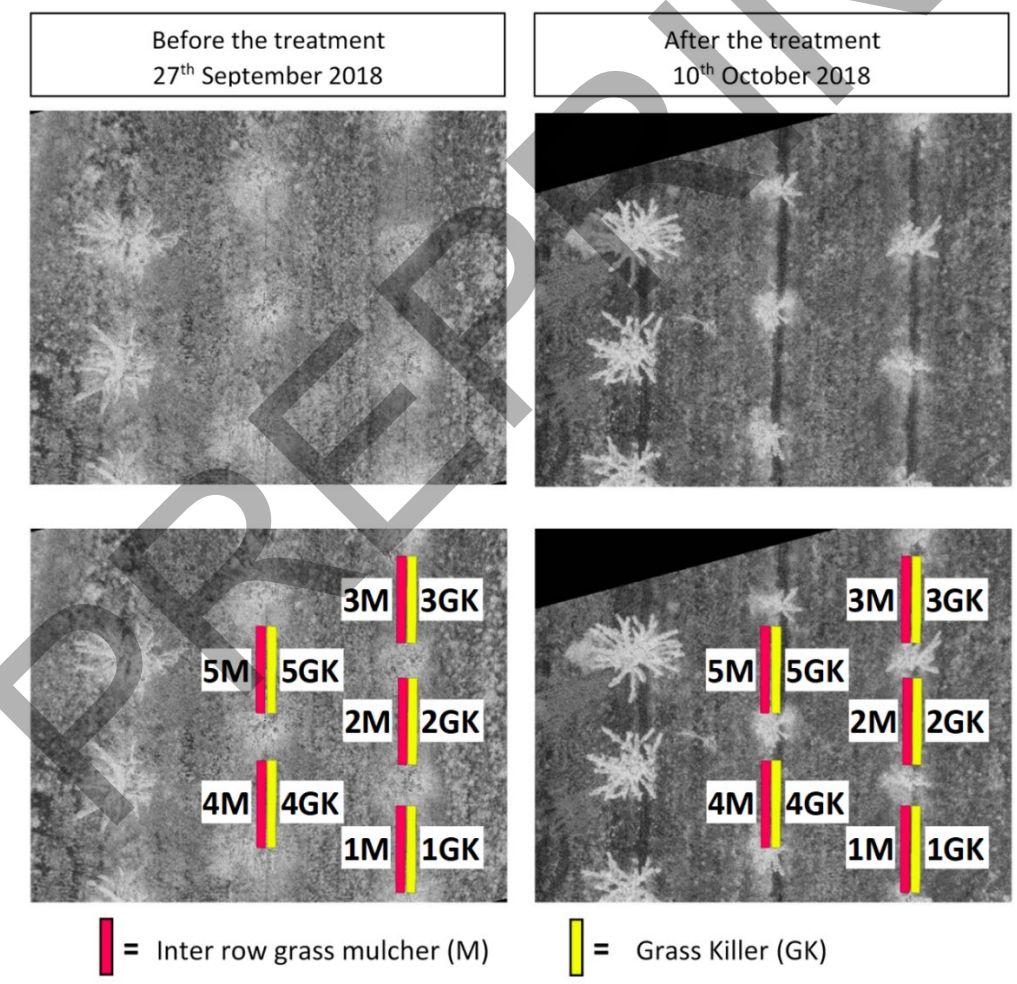 Before the treatment
27th September 2018
After the treatment
10th October 2018
PREPRIN
3M 3GK
5M 5GK
2M 2GK
4M 4GK
1M 1GK
3M 3GK
5M 5GK
2M 2GK
4M 4GK
1M 1GK
= Inter row grass mulcher (M)
= Grass Killer (GK)